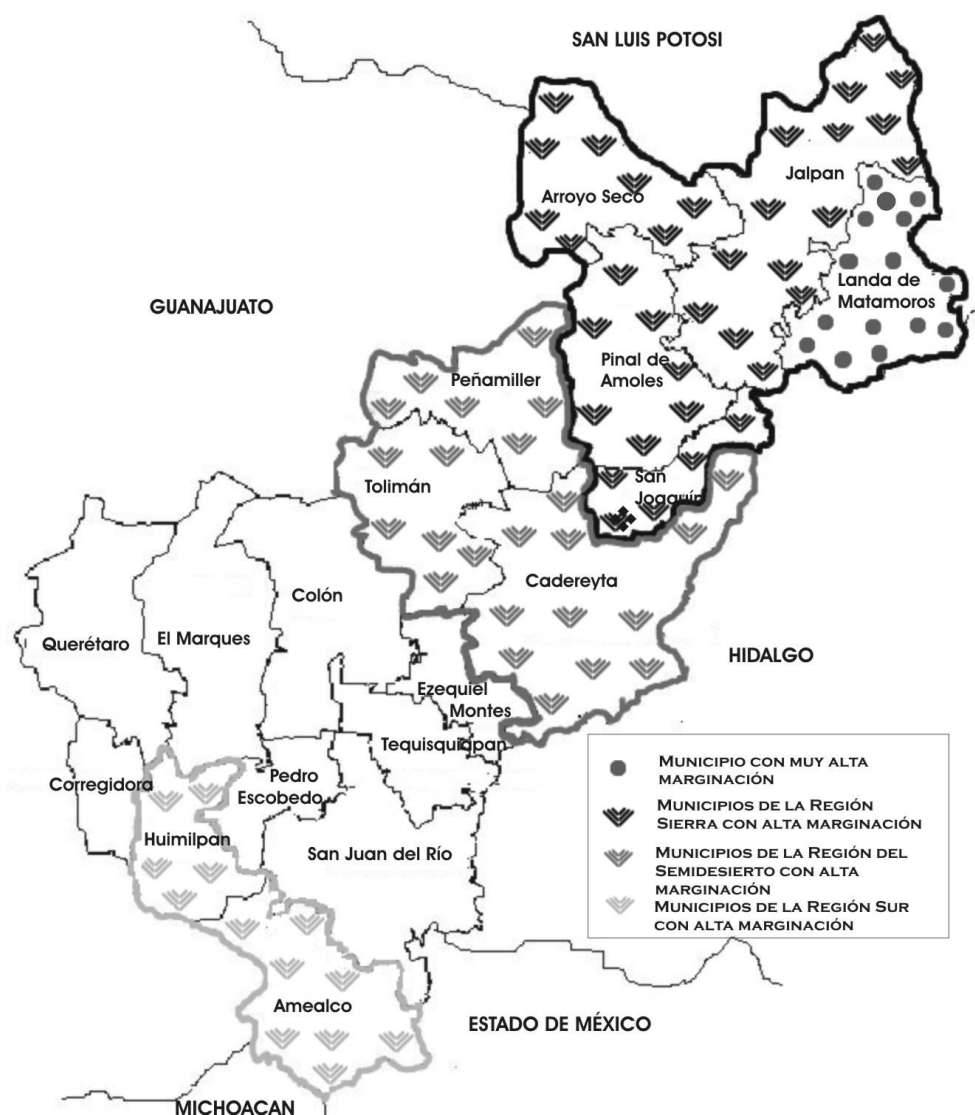 SAN LUIS POTOSI
Jalpan
Arroyo Seco
Landa de
Matamoros
GUANAJUATO
Pinal de
Amoles
Peñamiller
San
Joaquín
Tolimán
Cadereyta
Colón
El Marques
Querétaro
HIDALGO
Ezequiel
Montes
Tequisquiapan
Corregidora
Pedro
Escobedo
Huimilpan
San Juan del Río
MUNICIPIO CON MUY ALTA
MARGINACIÓN
MUNICIPIOS DE LA REGIÓN
SIERRA CON ALTA MARGINACIÓN
MUNICIPIOS DE LA REGIÓN DEL
SEMIDESIERTO CON ALTA
MARGINACIÓN
MUNICIPIOS DE LA REGIÓN SUR
CON ALTA MARGINACIÓN
Amealco
ESTADO DE MÉXICO
MICHOACAN